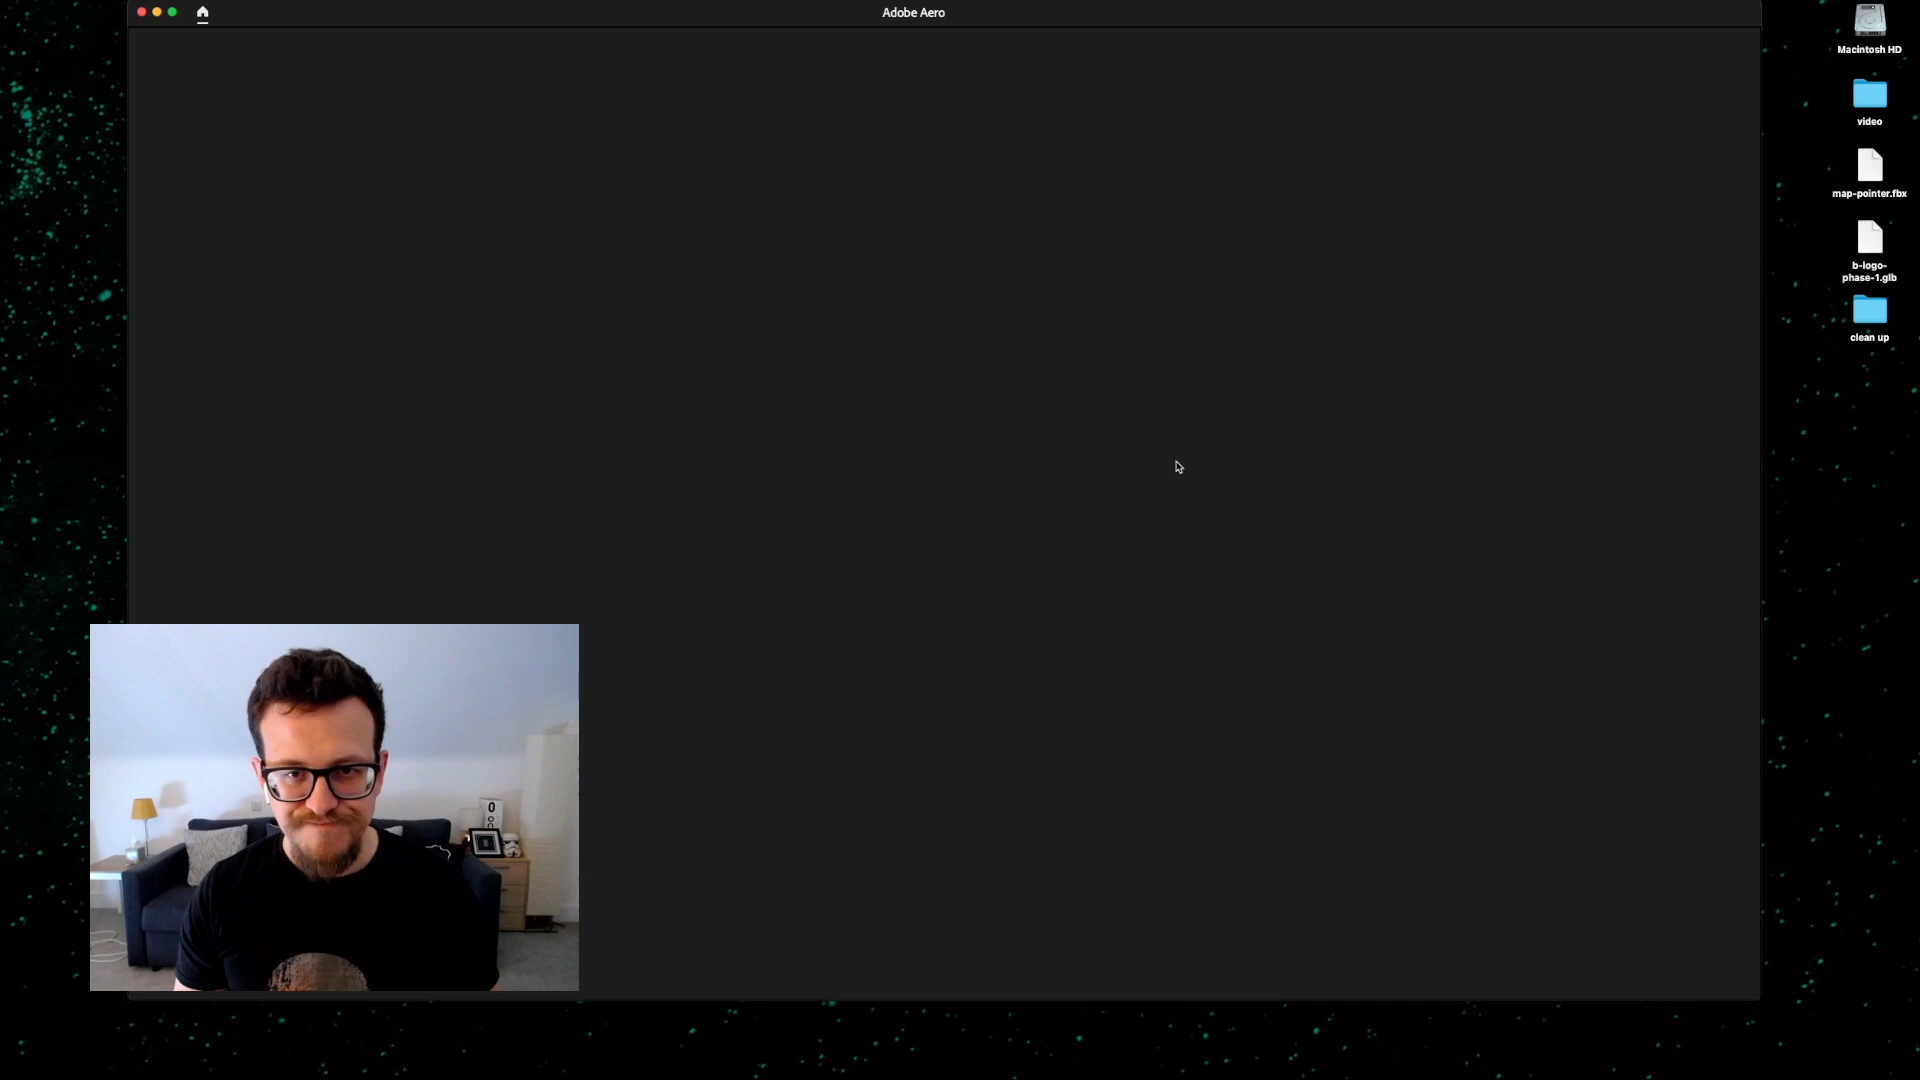 Adobe Aero
Macintosh HD
video
map-pointer.fbx
b-logo-
phase-1.glb
clean up